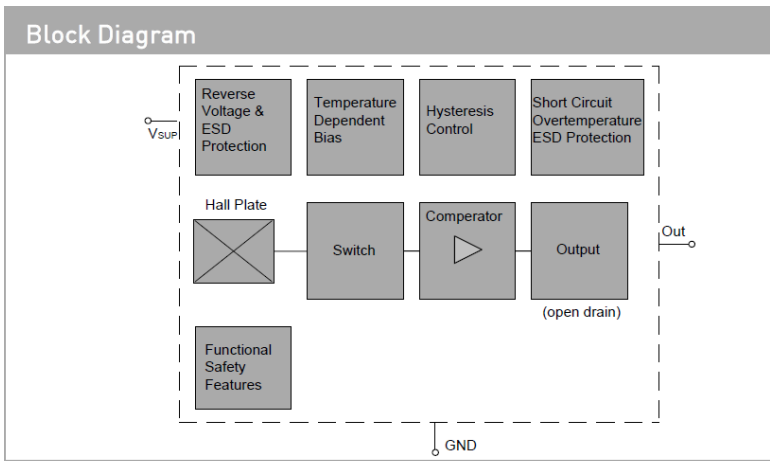 Block Diagram
Reverse
Voltage &
ESD
Protection
Temperature
Dependent
Bias
Hysteresis
Control
Short Circuit
Overtemperature
ESD Protection
VSUP
Hall Plate
Switch
Comperator
Output
(open drain)
Out
Functional
Safety
Features
GND